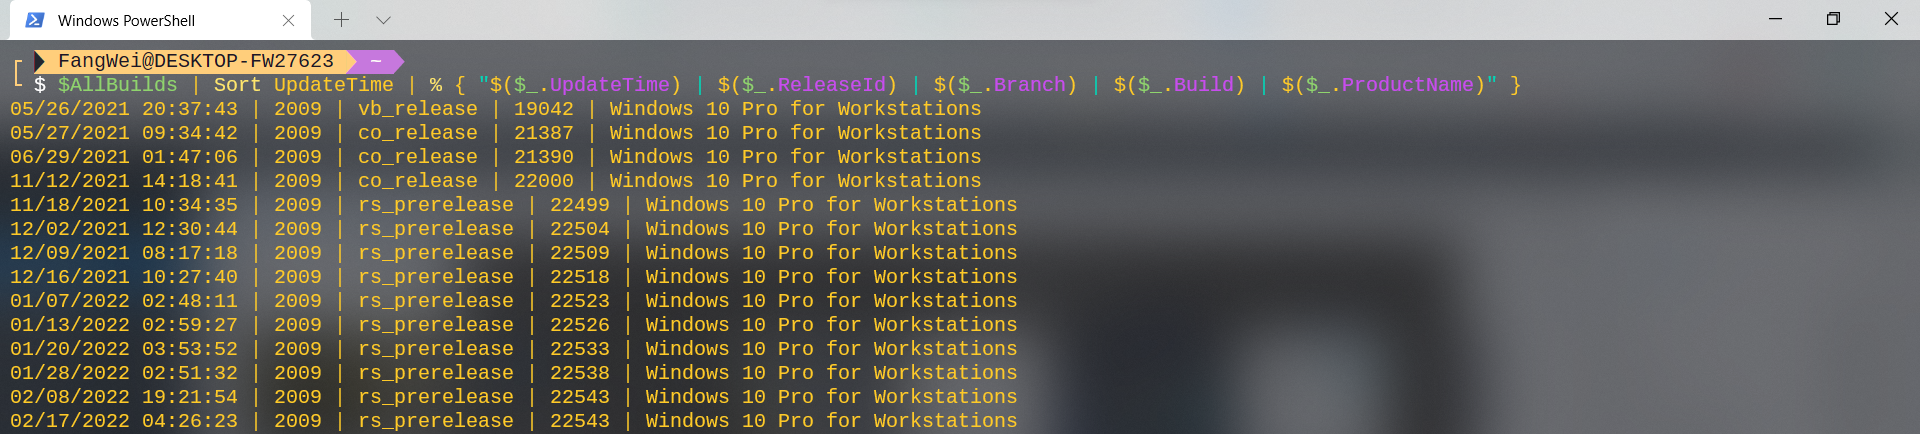 Windows PowerShell
FangWei@DESKTOP-FW27623 ~
$ $AllBuilds | Sort UpdateTime | % { "$($_.UpdateTime) | $($_.ReleaseId) | $($_.Branch) | $($_.Build) | $($_.ProductName)" }
05/26/2021 20:37:43 | 2009 | vb_release | 19042 | Windows 10 Pro for Workstations
05/27/2021 09:34:42 | 2009 | co_release | 21387 | Windows 10 Pro for Workstations
06/29/2021 01:47:06 | 2009 | co_release | 21390 | Windows 10 Pro for Workstations
11/12/2021 14:18:41 | 2009 | co_release | 22000 | Windows 10 Pro for Workstations
11/18/2021 10:34:35 | 2009 | rs_prerelease | 22499 | Windows 10 Pro for Workstations
12/02/2021 12:30:44 | 2009 | rs_prerelease | 22504 | Windows 10 Pro for Workstations
12/09/2021 08:17:18 | 2009 | rs_prerelease | 22509 | Windows 10 Pro for Workstations
12/16/2021 10:27:40 | 2009 | rs_prerelease | 22518 | Windows 10 Pro for Workstations
01/07/2022 02:48:11 | 2009 | rs_prerelease | 22523 | Windows 10 Pro for Workstations
01/13/2022 02:59:27 | 2009 | rs_prerelease | 22526 | Windows 10 Pro for Workstations
01/20/2022 03:53:52 | 2009 | rs_prerelease | 22533 | Windows 10 Pro for Workstations
01/28/2022 02:51:32 | 2009 | rs_prerelease | 22538 | Windows 10 Pro for Workstations
02/08/2022 19:21:54 | 2009 | rs_prerelease | 22543 | Windows 10 Pro for Workstations
02/17/2022 04:26:23 | 2009 | rs_prerelease | 22543 | Windows 10 Pro for Workstations